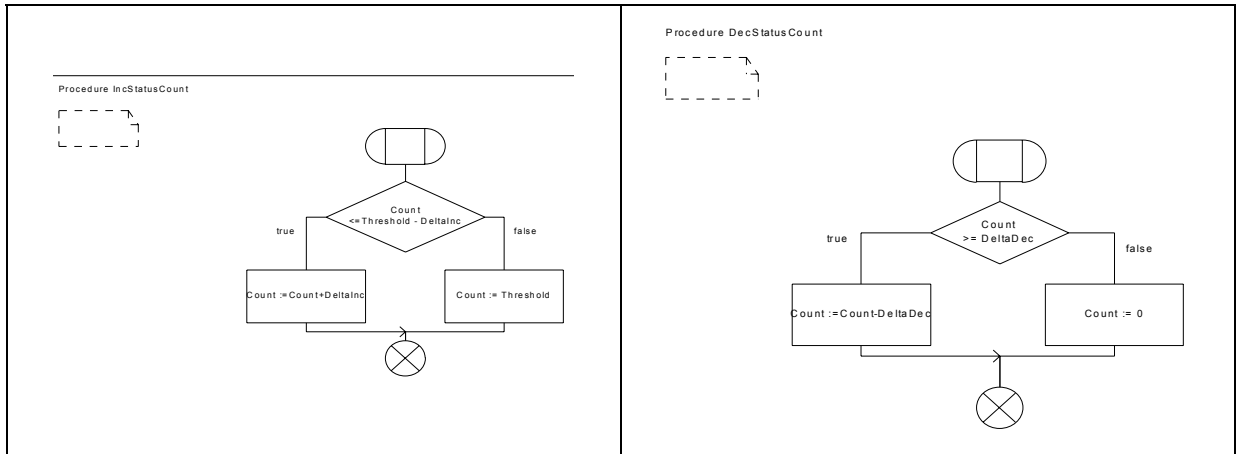 Procedure IncStatusCount
Count
<=Threshold - DeltaInc
true
false
Count :=Count+DeltaInc
Count := Threshold
Procedure DecStatusCount
Count
>= DeltaDec
true
false
Count :=Count-DeltaDec
Count := 0